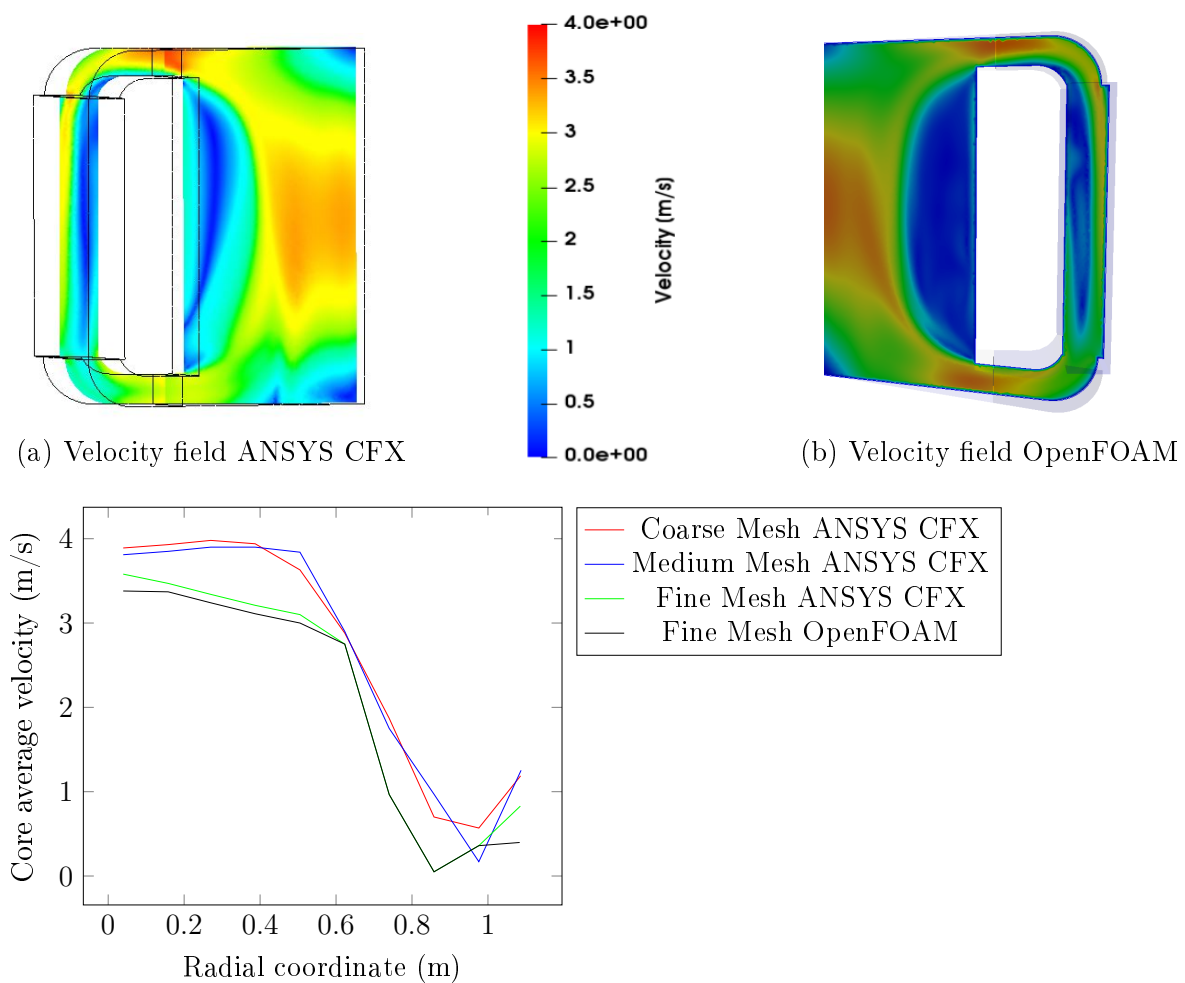 4.0e+00
3.5
3
2.5
2
1.5
1
0.5
0.0e+00
Velocity (m/s)
(a) Velocity field ANSYS CFX
(b) Velocity field OpenFOAM
Core average velocity (m/s)
4
3
2
1
0
0 0.2 0.4 0.6 0.8 1
Radial coordinate (m)
Coarse Mesh ANSYS CFX
Medium Mesh ANSYS CFX
Fine Mesh ANSYS CFX
Fine Mesh OpenFOAM